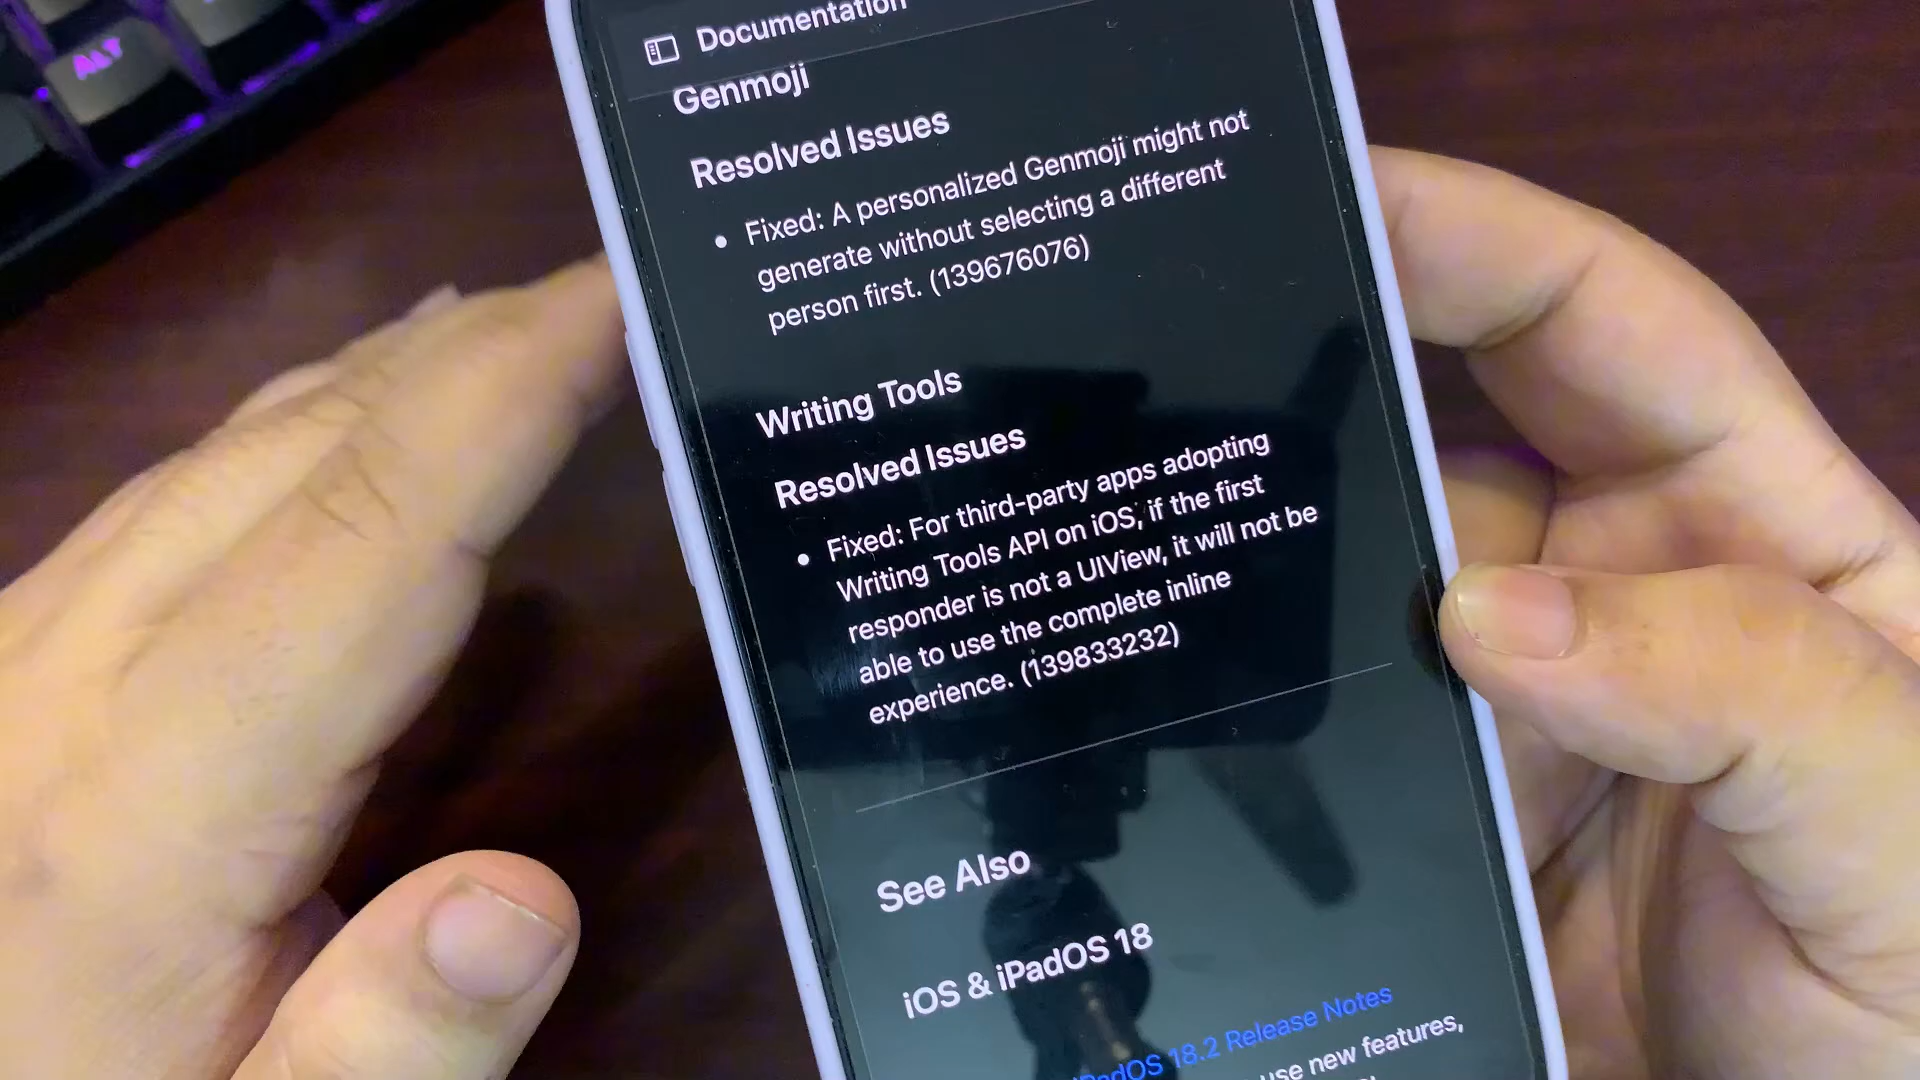 ALT
Documentation
Genmoji
Resolved Issues
• Fixed: A personalized Genmoji might not
generate without selecting a different
person first. (139676076)
Writing Tools
Resolved Issues
• Fixed: For third-party apps adopting
Writing Tools API on iOS, if the first
responder is not a UIView, it will not be
able to use the complete inline
experience. (139833232)
See Also
iOS & iPadOS 18
iPadOS 18.2 Release Notes
use new features,